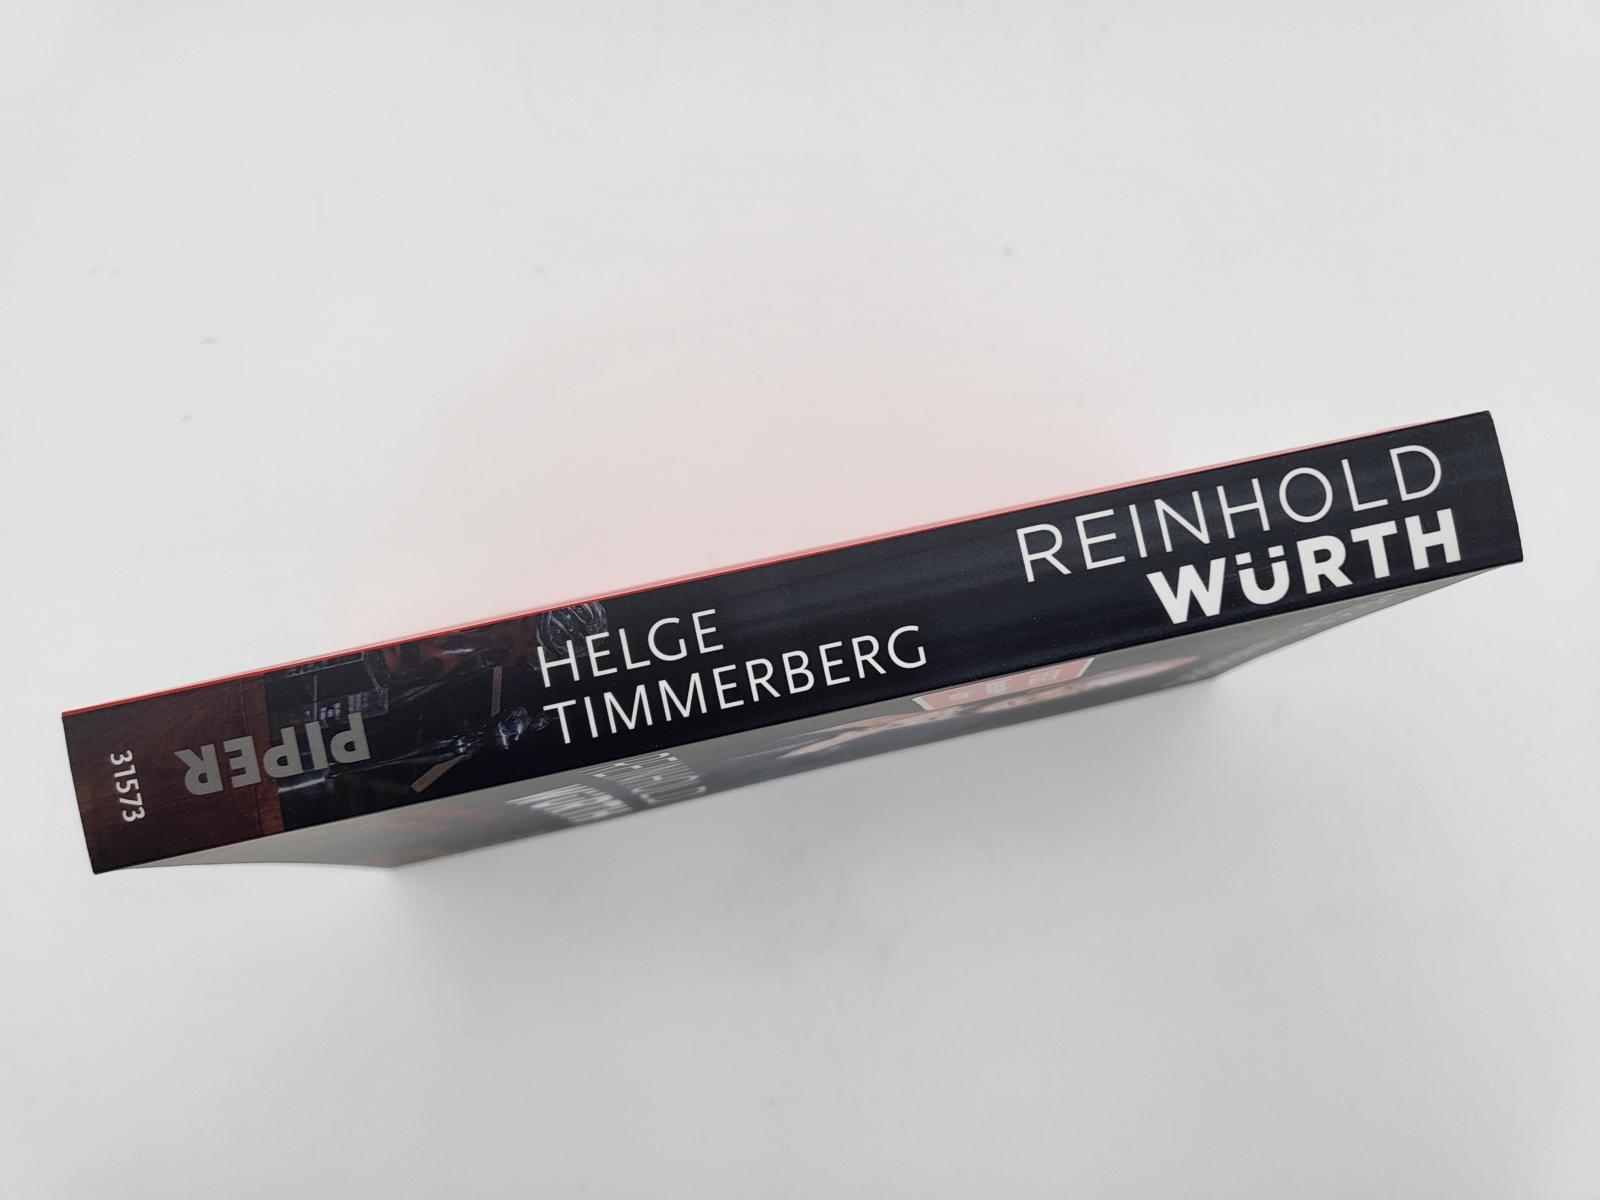 HELGE
TIMMERBERG
REINHOLD
WÜRTH
PIPER
31573